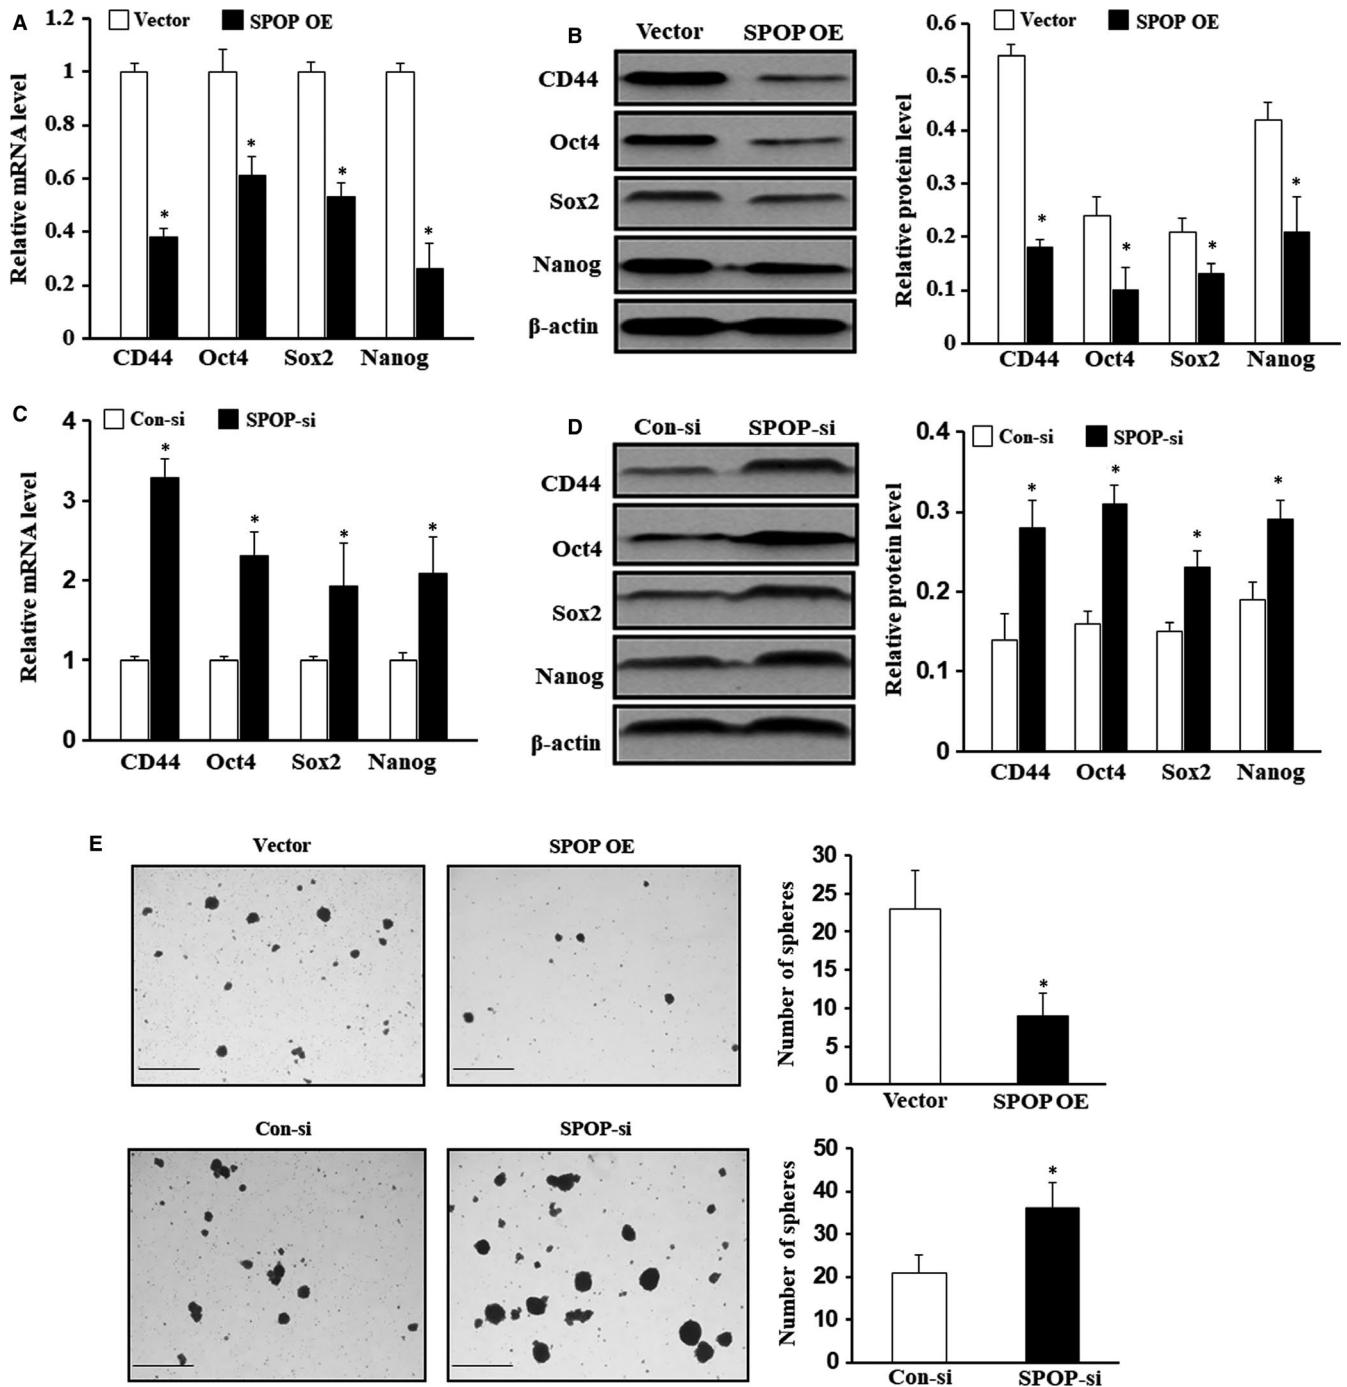 A
Vector SPOP OE
Relative mRNA level
1.2
1
0.8
0.6
0.4
0.2
0
* * * *
CD44 Oct4 Sox2 Nanog
B
Vector SPOP OE
CD44
Oct4
Sox2
Nanog
β-actin
Vector SPOP OE
Relative protein level
0.6
0.5
0.4
0.3
0.2
0.1
0
* * * *
CD44 Oct4 Sox2 Nanog
C
Con-si SPOP-si
Relative mRNA level
4
3
2
1
0
* * * *
CD44 Oct4 Sox2 Nanog
D
Con-si SPOP-si
CD44
Oct4
Sox2
Nanog
β-actin
Con-si SPOP-si
Relative protein level
0.4
0.3
0.2
0.1
0
* * * *
CD44 Oct4 Sox2 Nanog
E
Vector SPOP OE
Number of spheres
30
25
20
15
10
5
0
*
Vector SPOP OE
Con-si SPOP-si
Number of spheres
50
40
30
20
10
0
*
Con-si SPOP-si